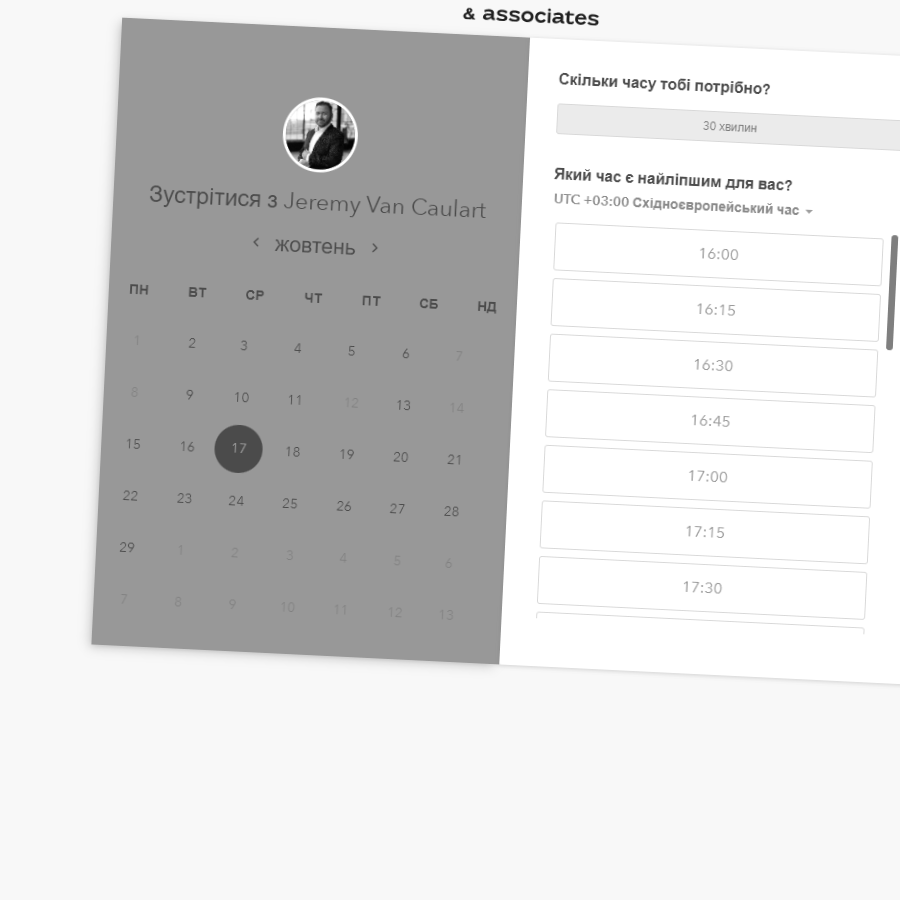 & associates
Зустрітися з Jeremy Van Caulart
‹ жовтень ›
ПН ВТ СР ЧТ ПТ СБ НД
1 2 3 4 5 6 7
8 9 10 11 12 13 14
15 16 17 18 19 20 21
22 23 24 25 26 27 28
29 1 2 3 4 5 6
7 8 9 10 11 12 13
Скільки часу тобі потрібно?
30 хвилин
Який час є найліпшим для вас?
UTC +03:00 Східноєвропейський час
16:00
16:15
16:30
16:45
17:00
17:15
17:30